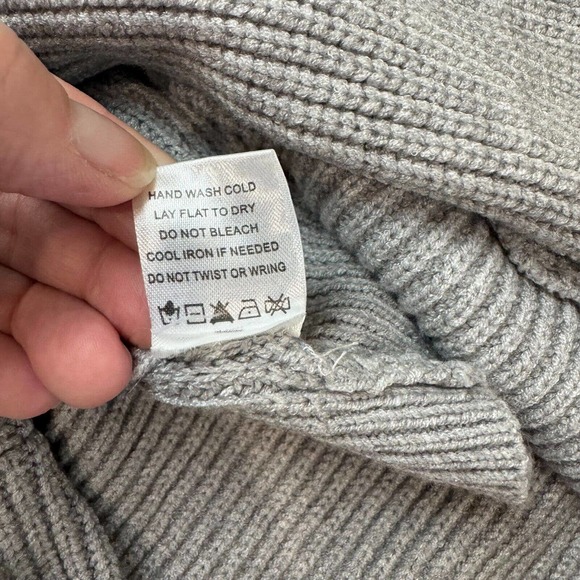 HAND WASH COLD
LAY FLAT TO DRY
DO NOT BLEACH
COOL IRON IF NEEDED
DO NOT TWIST OR WRING